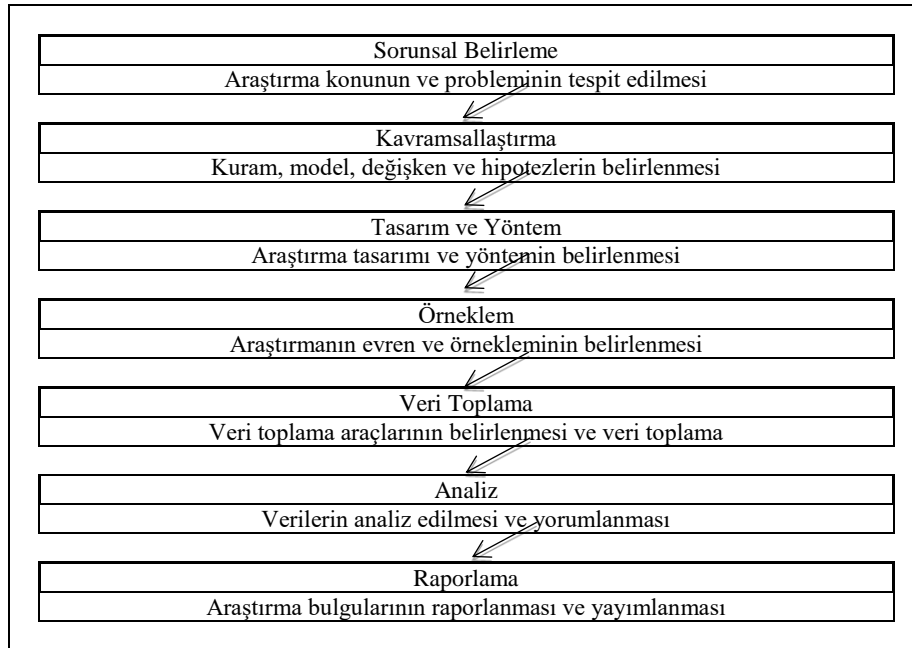 Sorunsal Belirleme
Araştırma konunun ve probleminin tespit edilmesi
Kavramsallaştırma
Kuram, model, değişken ve hipotezlerin belirlenmesi
Tasarım ve Yöntem
Araştırma tasarımı ve yöntemin belirlenmesi
Örneklem
Araştırmanın evren ve örnekleminin belirlenmesi
Veri Toplama
Veri toplama araçlarının belirlenmesi ve veri toplama
Analiz
Verilerin analiz edilmesi ve yorumlanması
Raporlama
Araştırma bulgularının raporlanması ve yayımlanması